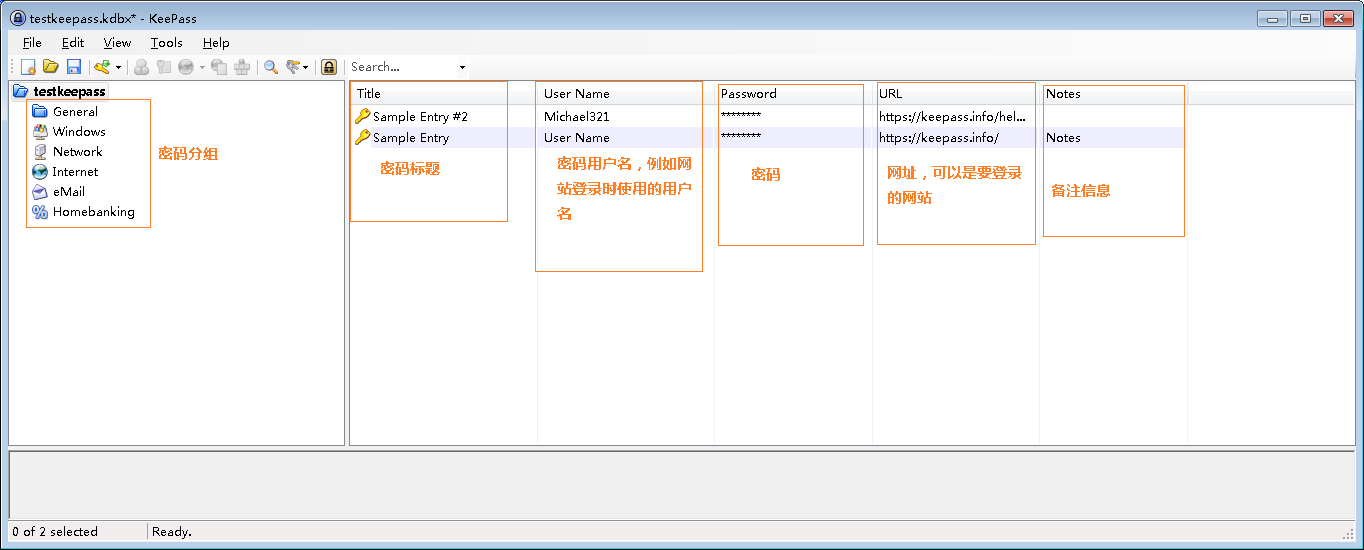 testkeepass.kdbx* - KeePass
File Edit View Tools Help
Search...
testkeepass
General
Windows
Network
Internet
eMail
Homebanking
密码分组
Title User Name Password URL Notes
Sample Entry #2 Michael321 ******** https://keepass.info/hel...
Sample Entry User Name ******** https://keepass.info/ Notes
密码标题
密码用户名，例如网
站登录时使用的用户
名
密码
网址，可以是要登录
的网站
备注信息
0 of 2 selected Ready.